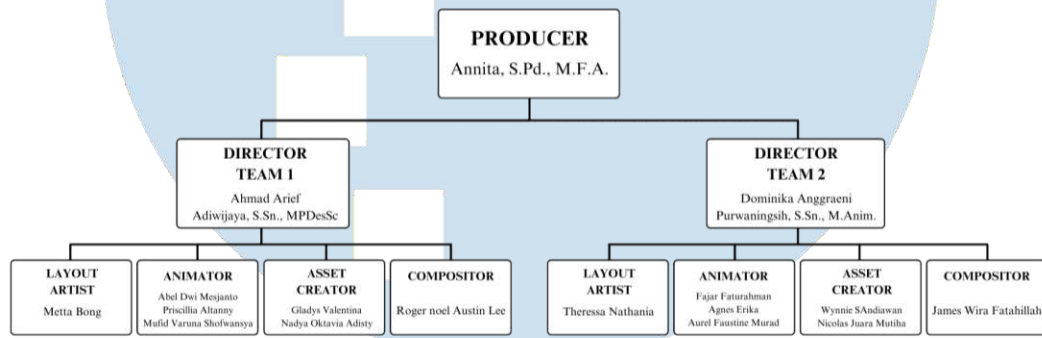 PRODUCER
Annita, S.Pd., M.F.A.
DIRECTOR
TEAM 1
Ahmad Arief
Adiwijaya, S.Sn., MPDesSc
DIRECTOR
TEAM 2
Dominika Anggraeni
Purwaningsih, S.Sn., M.Anim.
LAYOUT
ARTIST
Metta Bong
ANIMATOR
Abel Dwi Mesjanto
Priscillia Altanny
Mufid Varuna Shofwansya
ASSET
CREATOR
Gladys Valentina
Nadya Oktavia Adisty
COMPOSITOR
Roger noel Austin Lee
LAYOUT
ARTIST
Theressa Nathania
ANIMATOR
Fajar Faturahman
Agnes Erika
Aurel Faustine Murad
ASSET
CREATOR
Wynnie SAndiawan
Nicolas Juara Mutiha
COMPOSITOR
James Wira Fatahillah